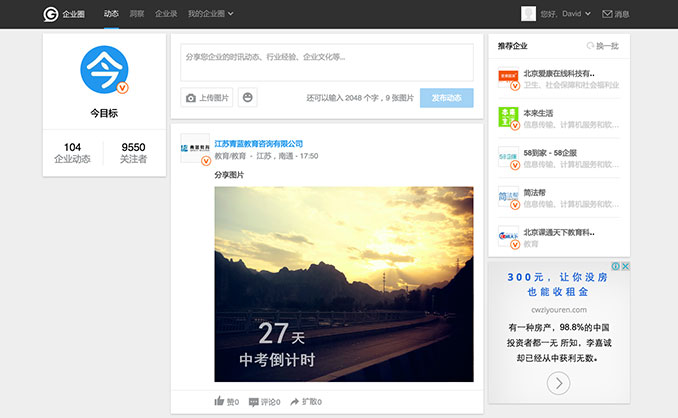 企业圈
动态 洞察 企业录 我的企业圈
您好，David
消息
今
今目标
104 9550
企业动态 关注者
分享您企业的时讯动态、行业经验、企业文化等...
上传图片
还可以输入 2048 个字，9 张图片
发布动态
江苏青蓝教育咨询有限公司
教育/教育 - 江苏，南通 - 17:50
分享图片
27天
中考倒计时
赞0 评论0 扩散0
推荐企业 换一批
北京爱康在线科技有..
卫生、社会保障和社会福利业
本来生活
信息传输、计算机服务和软...
58到家 - 58企服
信息传输、计算机服务和软...
简法帮
信息传输、计算机服务和软...
北京课通天下教育科..
教育
300元，让你没房
也能收租金
cwziyouren.com
有一种房产，98.8%的中国
投资者都一无 所知，李嘉诚
却已经从中获利无数。